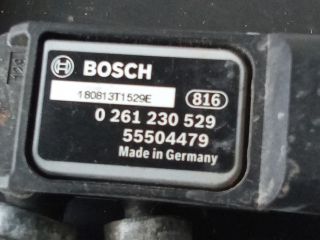 BOSCH
180813T1529E 816
0 261 230 529
55504479
Made in Germany